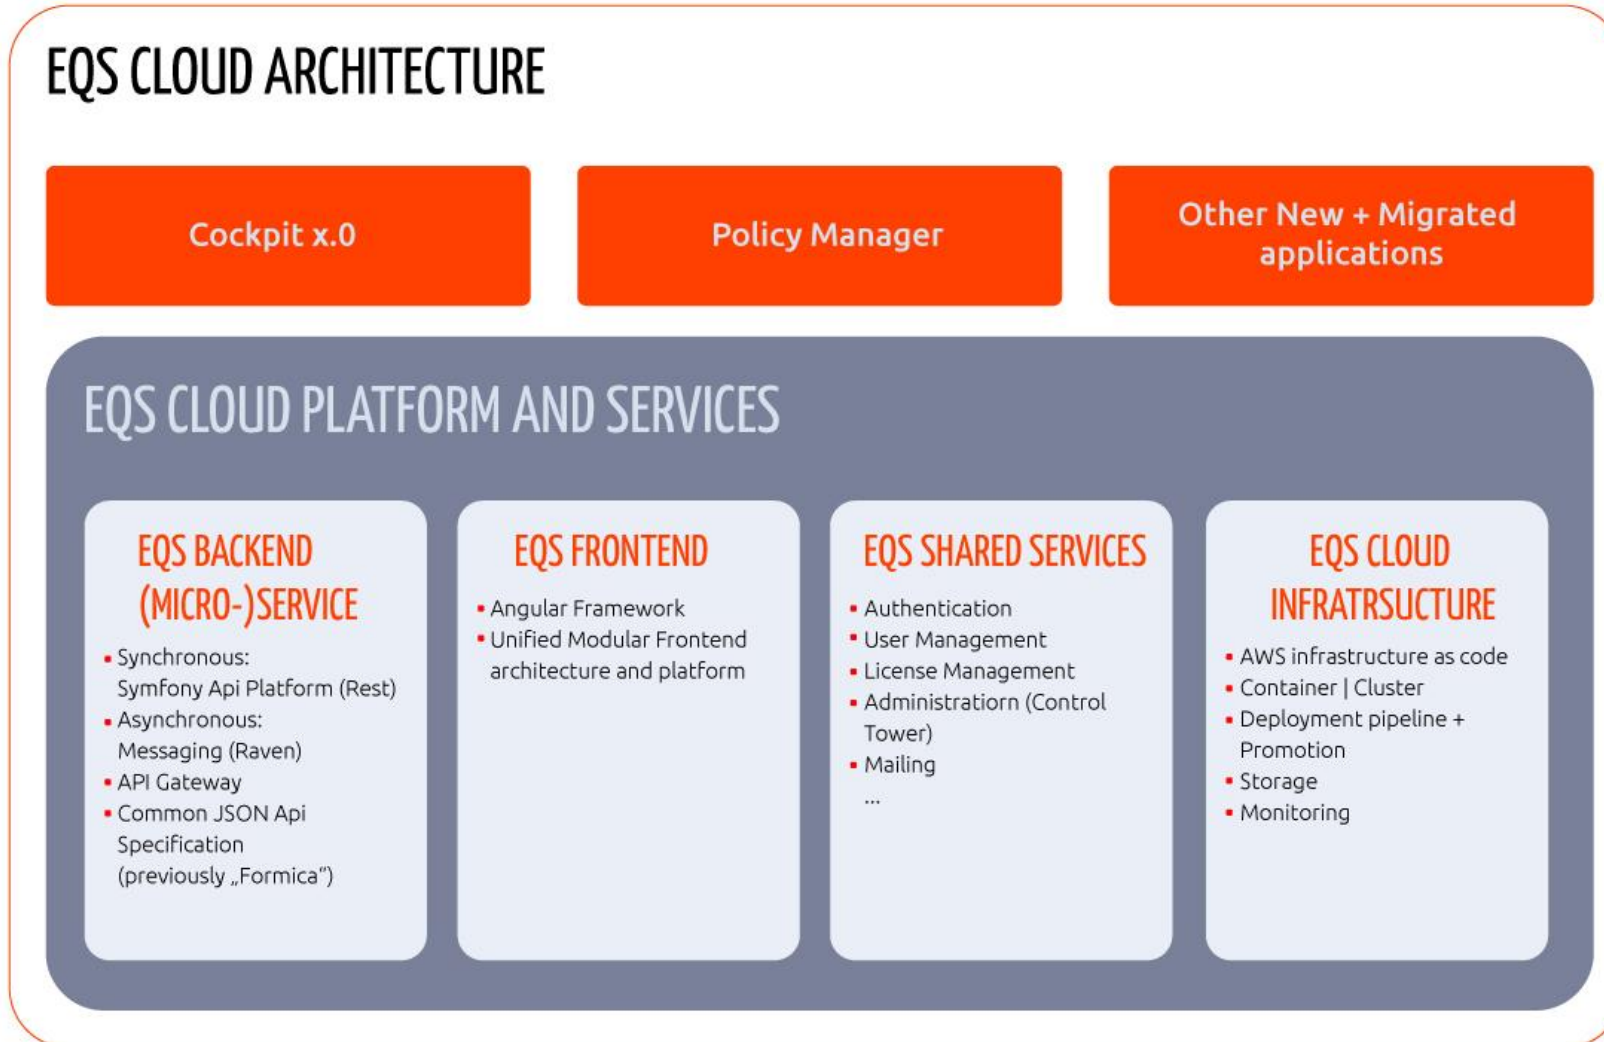 EQS CLOUD ARCHITECTURE
Cockpit x.0
Policy Manager
Other New + Migrated
applications
EQS CLOUD PLATFORM AND SERVICES
EQS BACKEND
(MICRO-)SERVICE
▪ Synchronous:
Symfony Api Platform (Rest)
▪ Asynchronous:
Messaging (Raven)
▪ API Gateway
▪ Common JSON Api
Specification
(previously „Formica“)
EQS FRONTEND
▪ Angular Framework
▪ Unified Modular Frontend
architecture and platform
EQS SHARED SERVICES
▪ Authentication
▪ User Management
▪ License Management
▪ Administratiorn (Control
Tower)
▪ Mailing
...
EQS CLOUD
INFRATRSUCTURE
▪ AWS infrastructure as code
▪ Container | Cluster
▪ Deployment pipeline +
Promotion
▪ Storage
▪ Monitoring